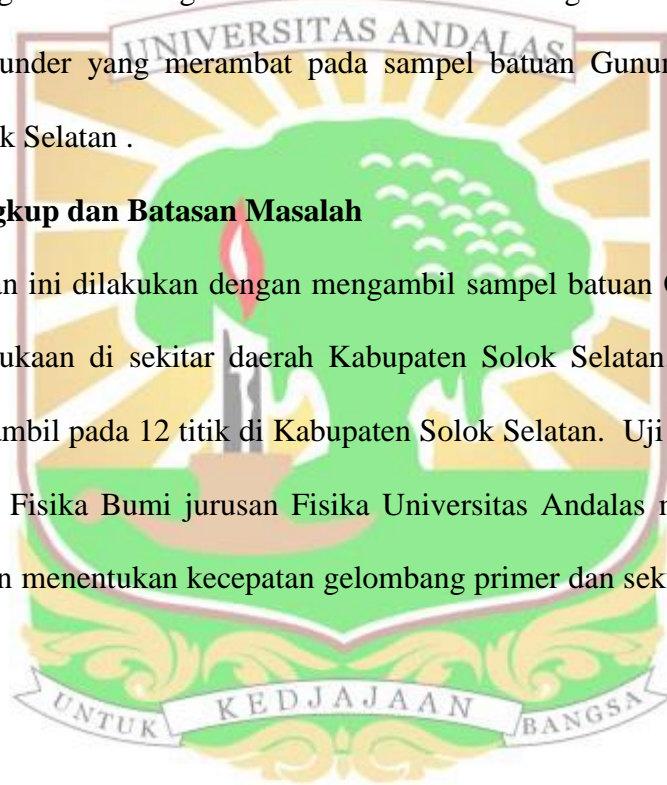 UNIVERSITAS ANDALAS
under yang merambat pada sampel batuan
k Selatan .
gkup dan Batasan Masalah
an ini dilakukan dengan mengambil sampel batuan
ukaan di sekitar daerah Kabupaten Solok Selatan
ambil pada 12 titik di Kabupaten Solok Selatan. Uji
Fisika Bumi jurusan Fisika Universitas Andalas
n menentukan kecepatan gelombang primer dan sek
UNTUK KEDJAJAAN BANGSA